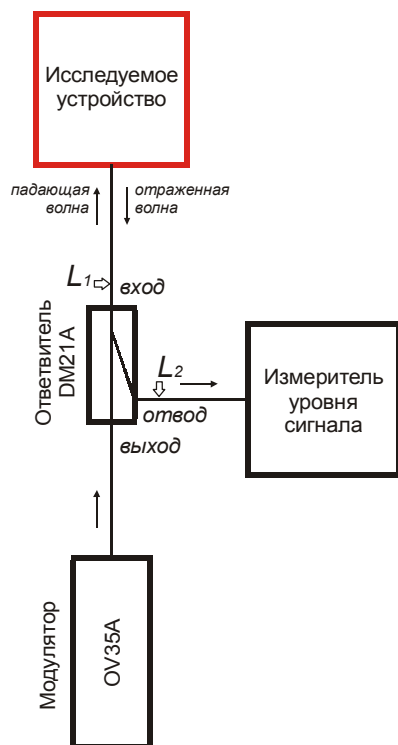 Исследуемое
устройство
падающая
волна
отраженная
волна
L1
вход
Ответвитель
DM21A
L2
отвод
выход
Измеритель
уровня
сигнала
Модулятор
OV35A